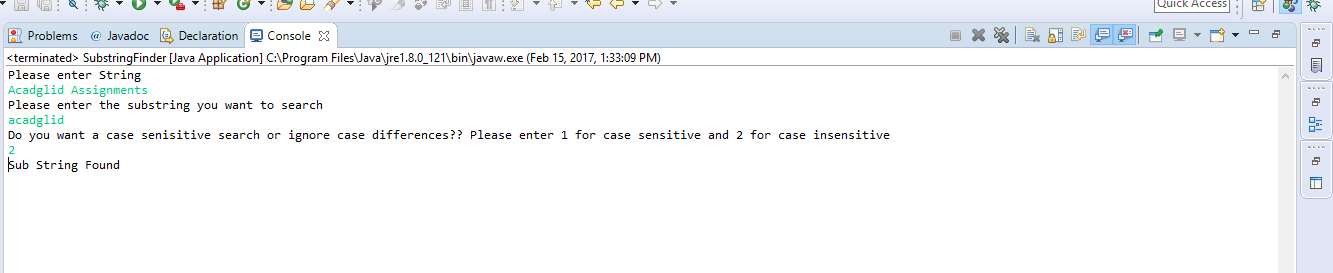 Quick Access
Problems @ Javadoc Declaration Console
<terminated> SubstringFinder [Java Application] C:\Program Files\Java\jre1.8.0_121\bin\javaw.exe (Feb 15, 2017, 1:33:09 PM)
Please enter String
Acadglid Assignments
Please enter the substring you want to search
acadglid
Do you want a case senisitive search or ignore case differences?? Please enter 1 for case sensitive and 2 for case insensitive
2
Sub String Found